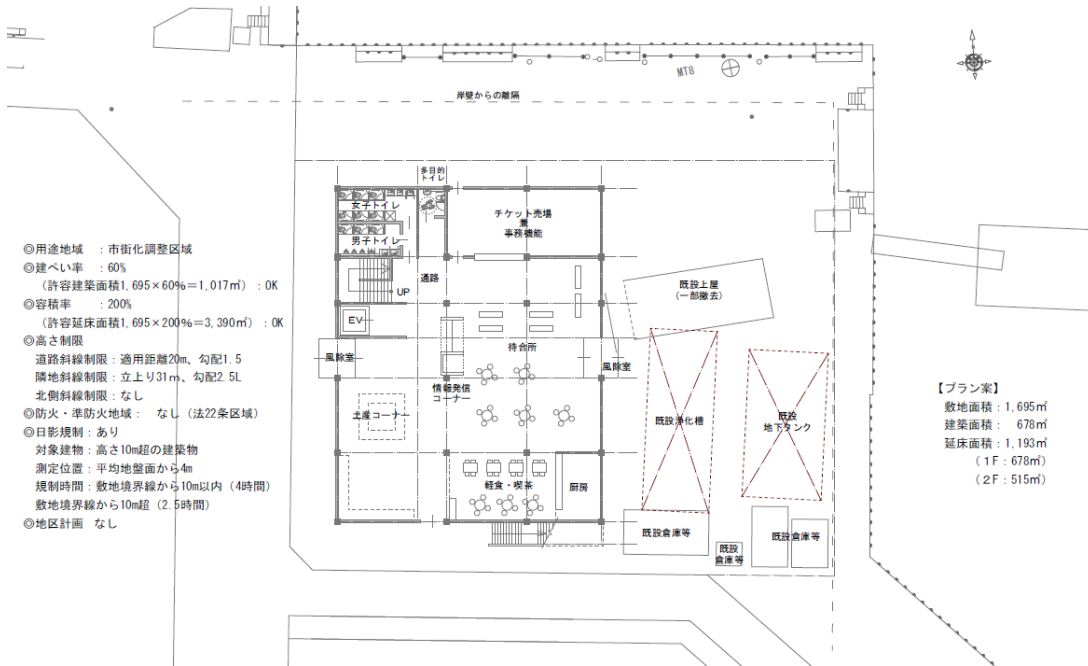 MT8
岸壁からの離隔
多目的
トイレ
女子トイレ
男子トイレ
チケット売場
兼
事務機能
通路
UP
EV
風除室
待合所
風除室
情報発信
コーナー
土産コーナー
軽食・喫茶
厨房
既設上屋
(一部撤去)
既設浄化槽
既設
地下タンク
既設倉庫等
既設
倉庫等
既設倉庫等
◎用途地域 :市街化調整区域
◎建ぺい率 :60%
(許容建築面積1,695×60%=1,017㎡):OK
◎容積率 :200%
(許容延床面積1,695×200%=3,390㎡):OK
◎高さ制限
道路斜線制限:適用距離20m、勾配1.5
隣地斜線制限:立上り31m、勾配2.5L
北側斜線制限:なし
◎防火・準防火地域: なし(法22条区域)
◎日影規制:あり
対象建物:高さ10m超の建築物
測定位置:平均地盤面から4m
規制時間:敷地境界線から10m以内(4時間)
敷地境界線から10m超(2.5時間)
◎地区計画 なし
【プラン案】
敷地面積:1,695㎡
建築面積: 678㎡
延床面積:1,193㎡
(1F:678㎡)
(2F:515㎡)